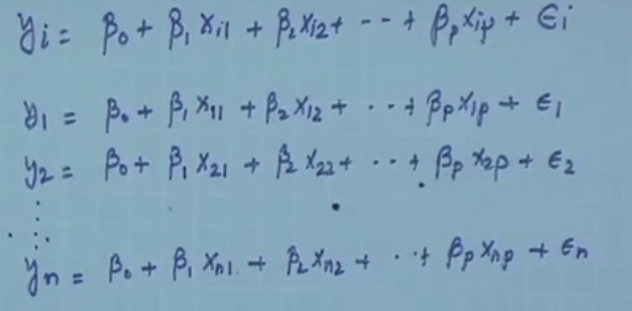 yᵢ = β₀ + β₁ xᵢ₁ + β₂ xᵢ₂ + --+ βₚ xᵢₚ + ϵᵢ
y₁ = β₀ + β₁ x₁₁ + β₂ x₁₂ + ··+ βₚ x₁ₚ + ϵ₁
y₂ = β₀ + β₁ x₂₁ + β₂ x₂₂ + ··+ βₚ x₂ₚ + ϵ₂
⋮
yₙ = β₀ + β₁ xₙ₁ + β₂ xₙ₂ + ··+ βₚ xₙₚ + ϵₙ